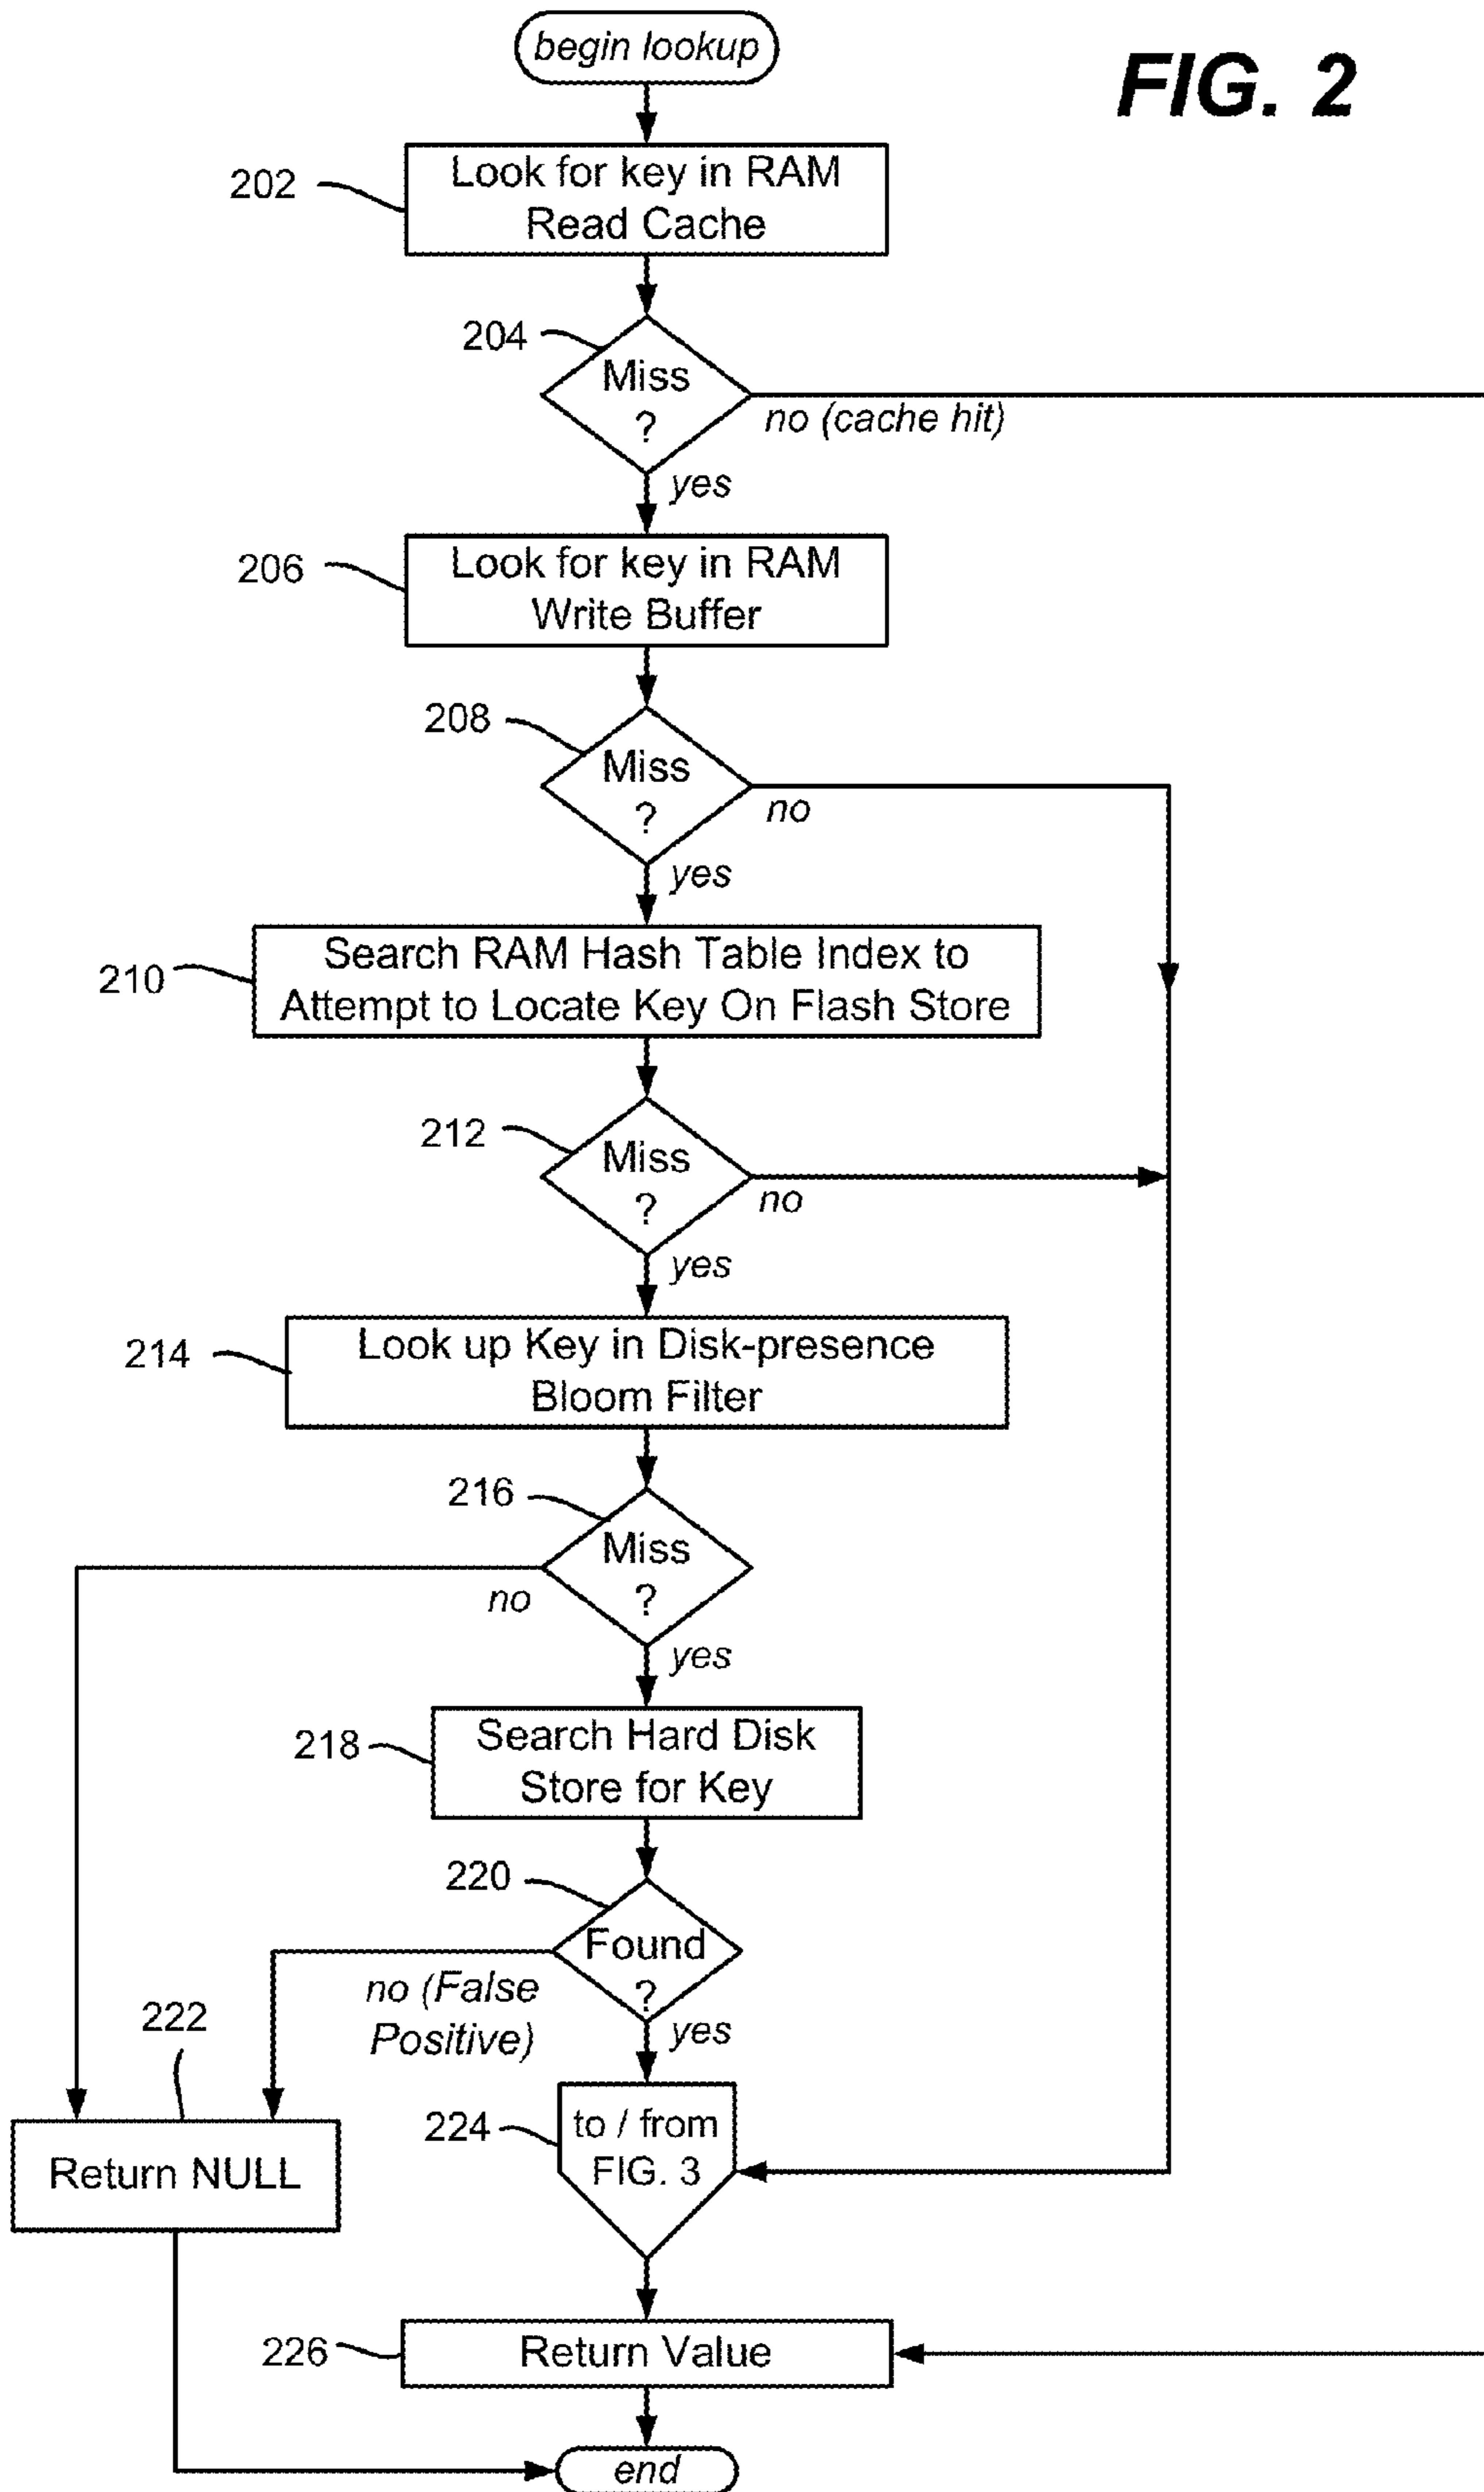 begin lookup
FIG. 2
202
Look for key in RAM
Read Cache
204
Miss
?
no (cache hit)
yes
206
Look for key in RAM
Write Buffer
208
Miss
?
no
yes
210
Search RAM Hash Table Index to
Attempt to Locate Key On Flash Store
212
Miss
?
no
yes
214
Look up Key in Disk-presence
Bloom Filter
216
Miss
?
no
yes
218
Search Hard Disk
Store for Key
220
Found
?
no (False
Positive)
yes
222
Return NULL
224
to / from
FIG. 3
226
Return Value
end